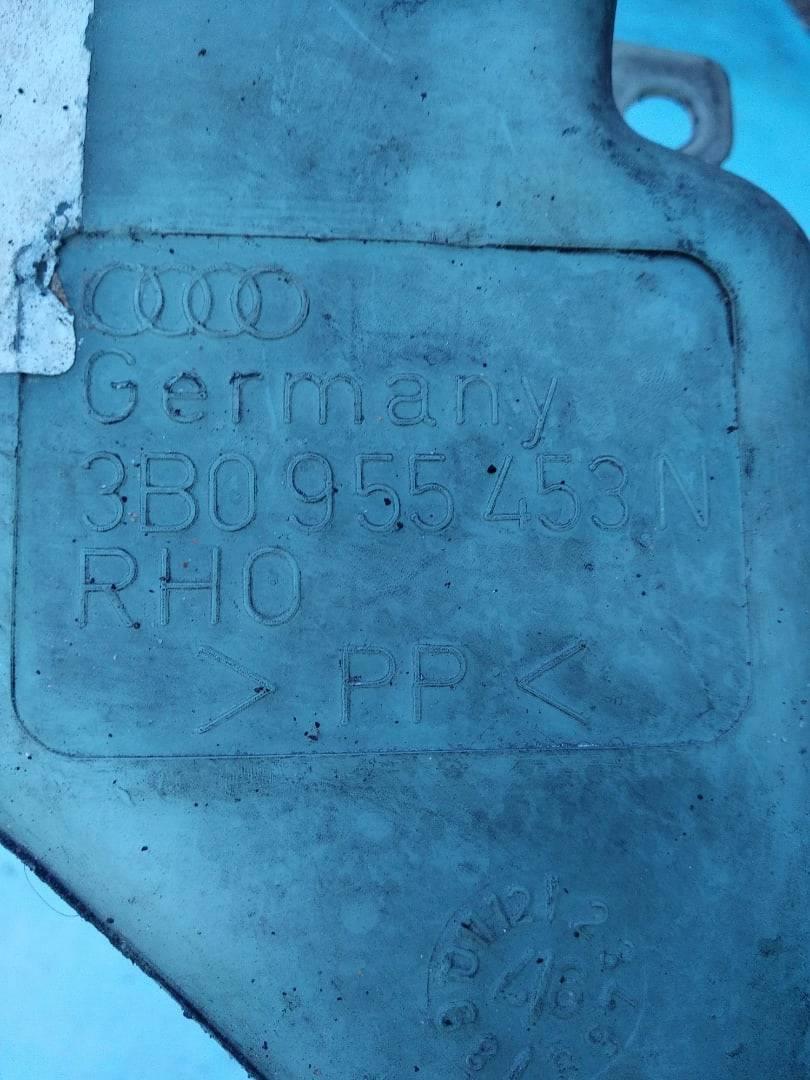 Germany
3B0 955 453 N
RHO
> PP <